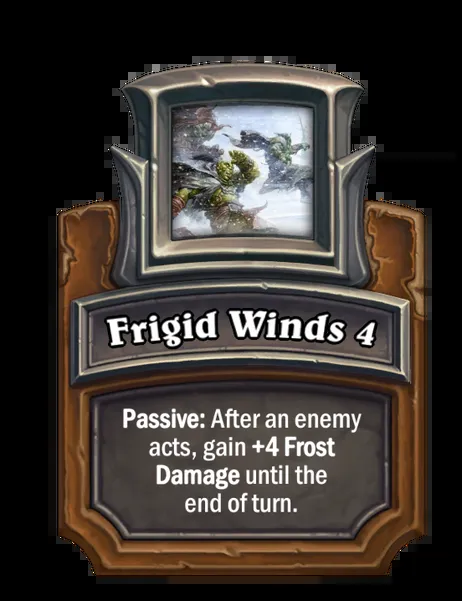 Frigid Winds 4
Passive: After an enemy
acts, gain +4 Frost
Damage until the
end of turn.